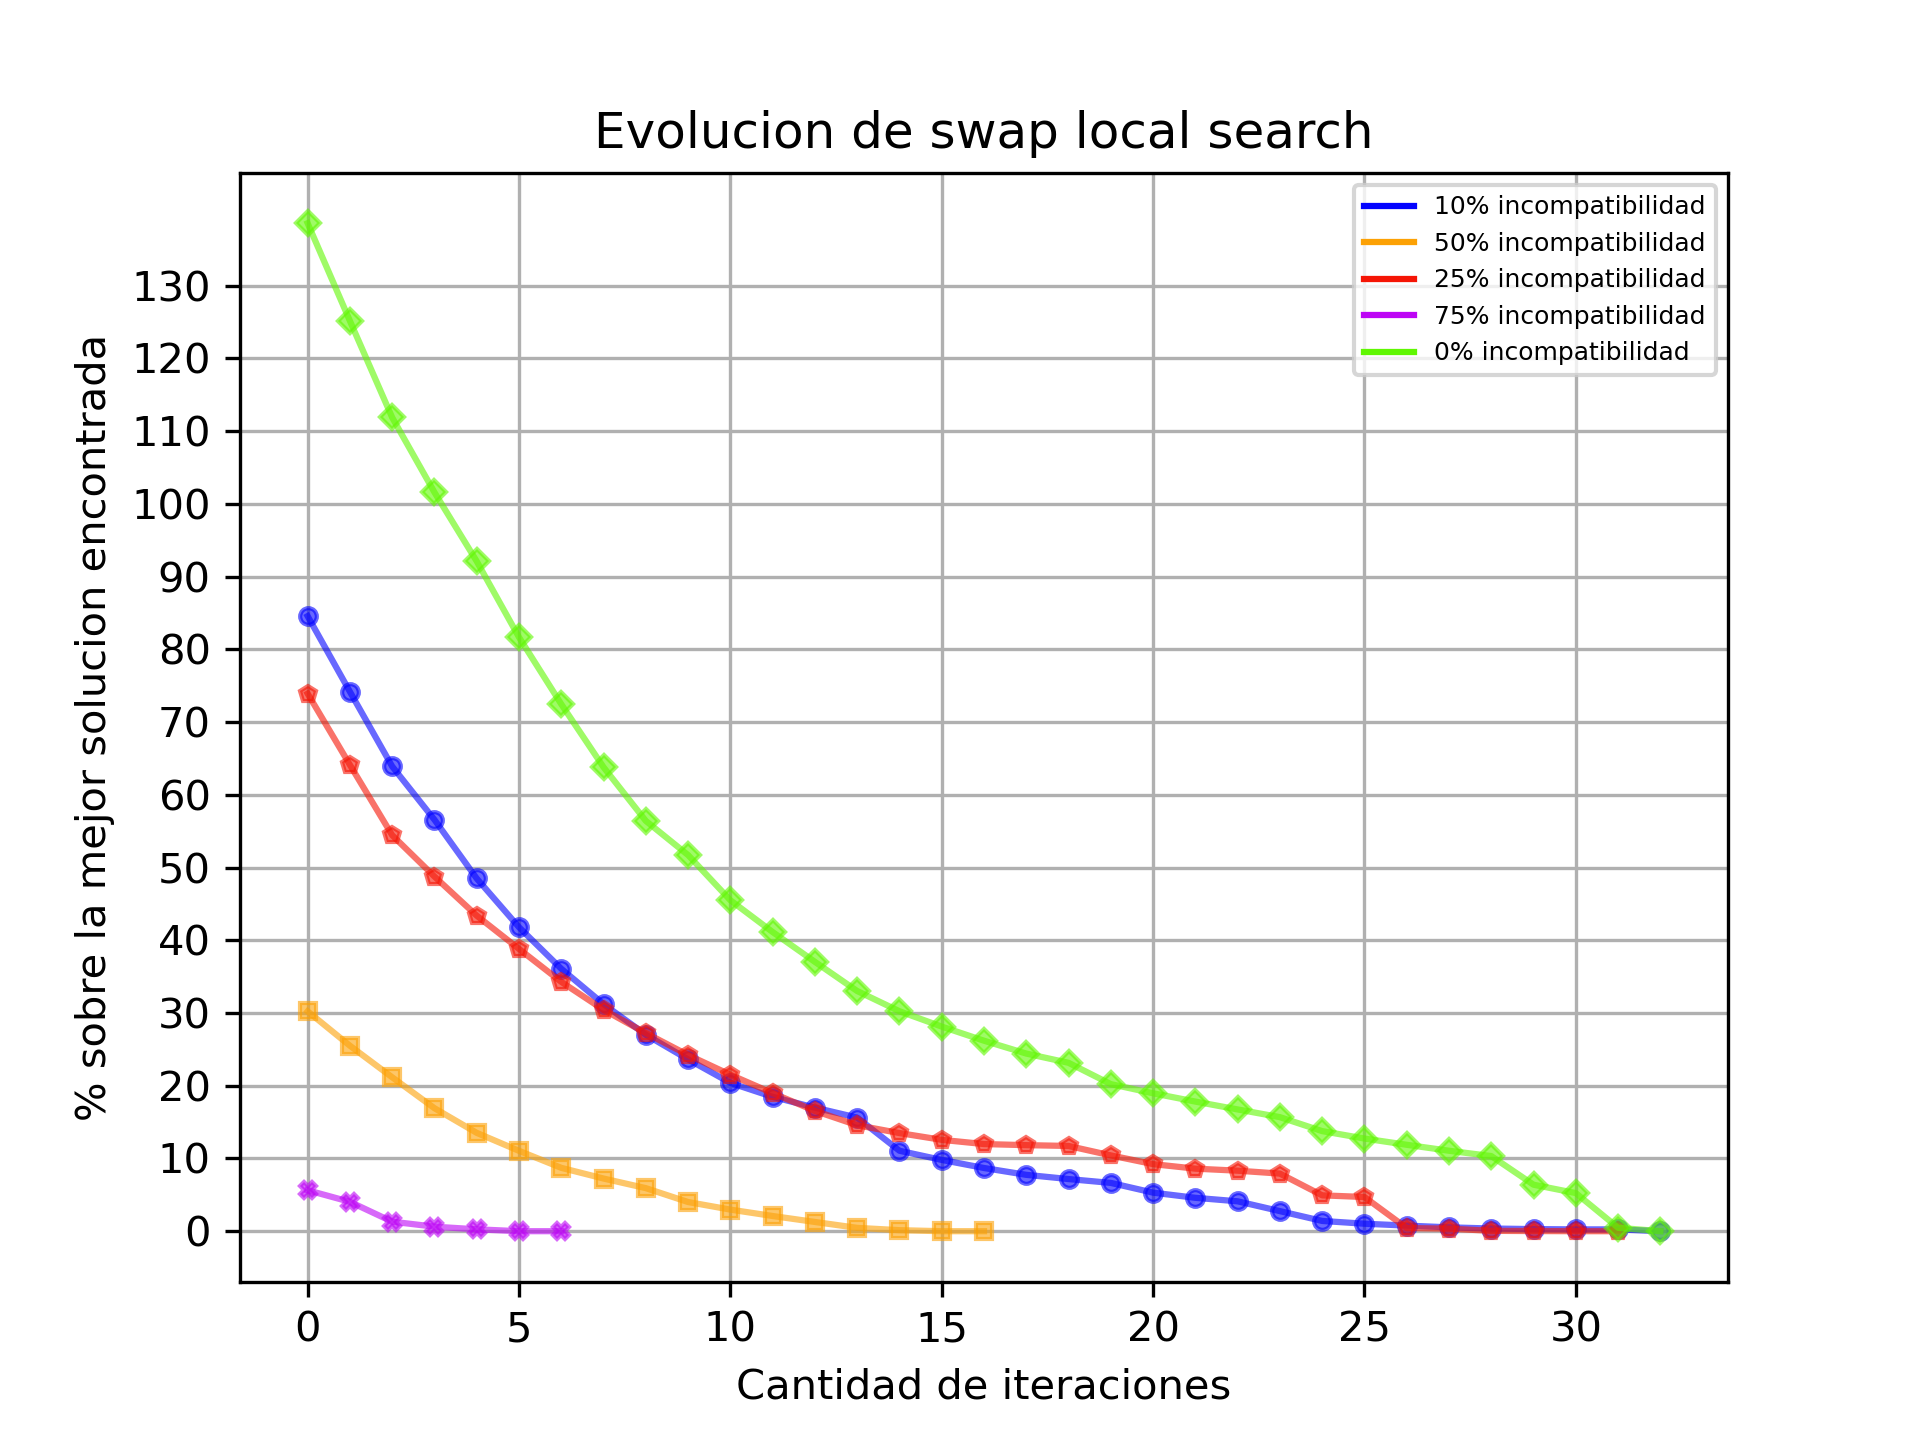 Evolucion de swap local search
10% incompatibilidad
50% incompatibilidad
25% incompatibilidad
75% incompatibilidad
0% incompatibilidad
% sobre la mejor solucion encontrada
130
120
110
100
90
80
70
60
50
40
30
20
10
0
0 5 10 15 20 25 30
Cantidad de iteraciones